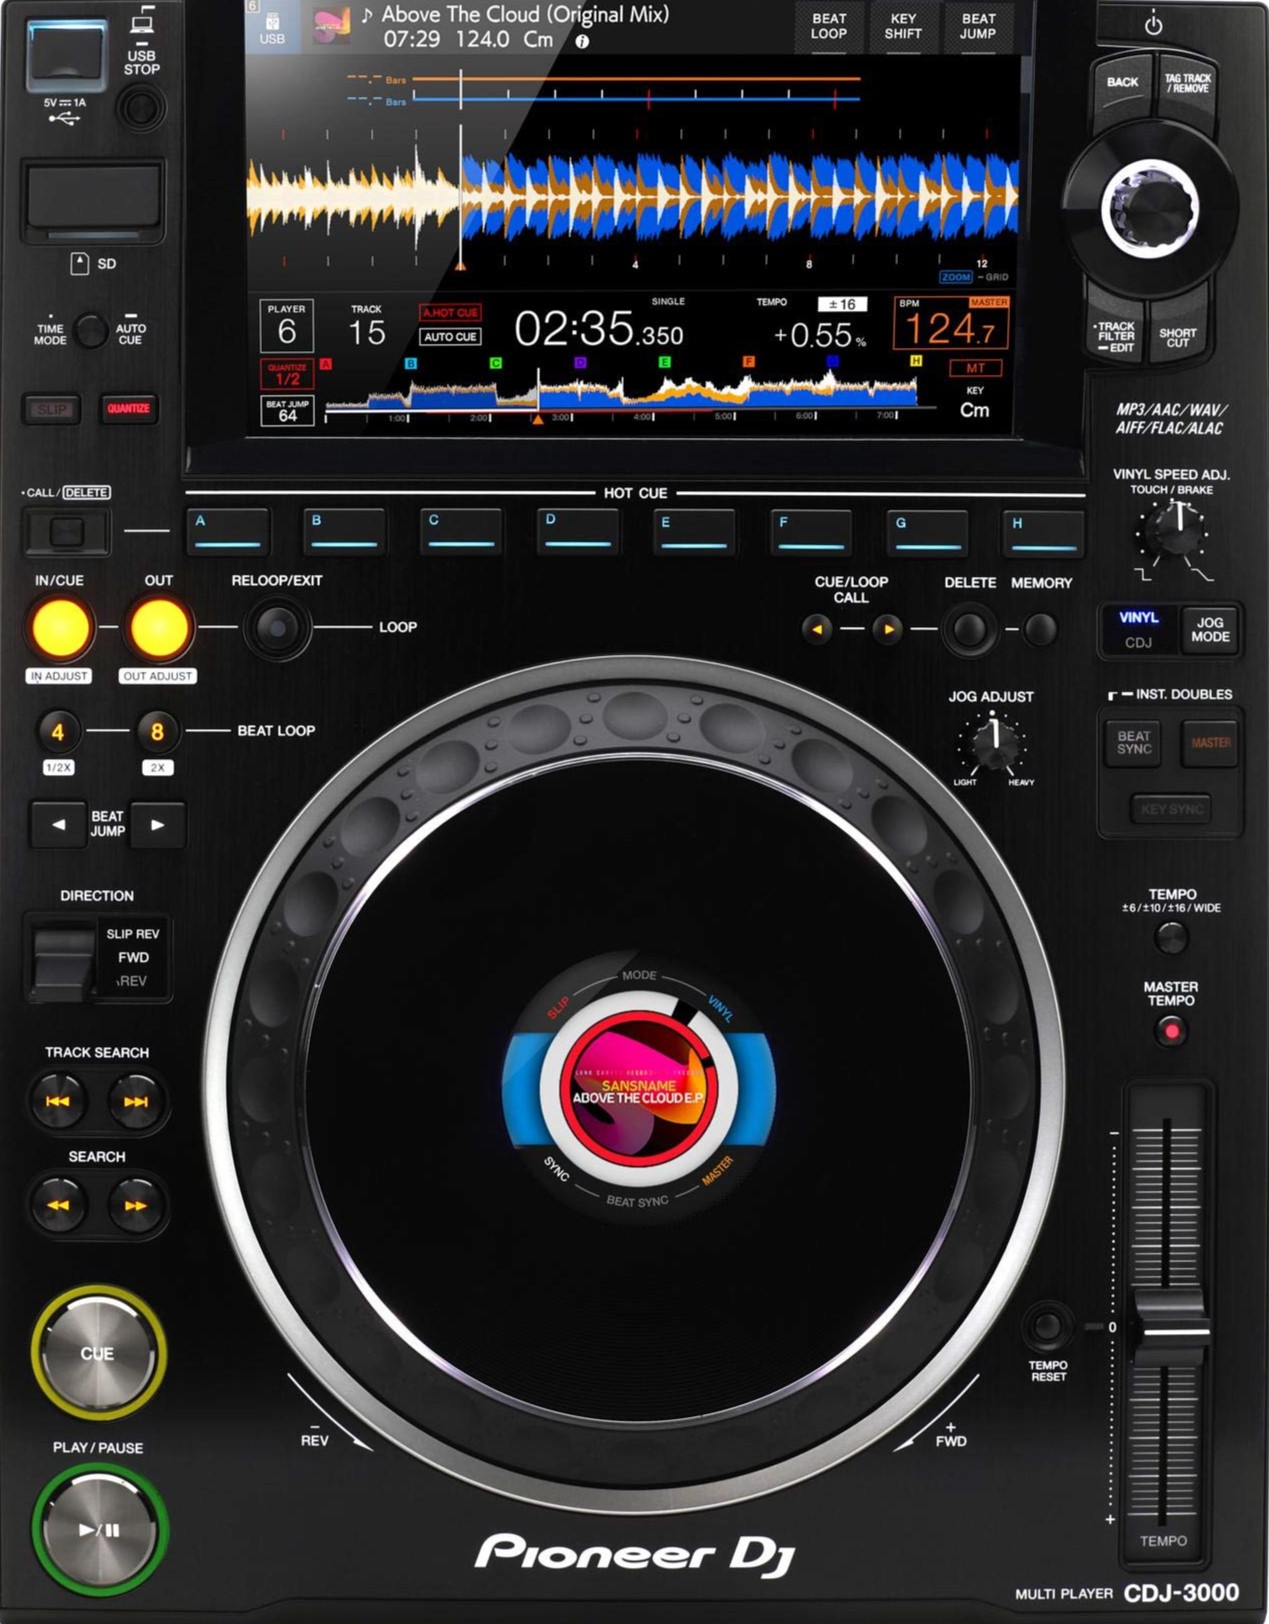 6
USB
♪ Above The Cloud (Original Mix)
07:29 124.0 Cm
BEAT LOOP
KEY SHIFT
BEAT JUMP
--.- Bars
--.- Bars
4
8
12
ZOOM - GRID
PLAYER
6
TRACK
15
A.HOT CUE
AUTO CUE
SINGLE
02:35.350
TEMPO
±16
+0.55%
BPM
MASTER
124.7
QUANTIZE
1/2
A
B
C
D
E
F
G
H
MT
KEY
Cm
BEAT JUMP
64
1:00
2:00
3:00
4:00
5:00
6:00
7:00
USB
STOP
5V 1A
SD
TIME
MODE
AUTO
CUE
SLIP
QUANTIZE
BACK
TAG TRACK
/ REMOVE
• TRACK
FILTER
— EDIT
SHORT
CUT
MP3/AAC/WAV/
AIFF/FLAC/ALAC
• CALL / DELETE
HOT CUE
A
B
C
D
E
F
G
H
VINYL SPEED ADJ.
TOUCH / BRAKE
IN/CUE
OUT
RELOOP/EXIT
LOOP
IN ADJUST
OUT ADJUST
CUE/LOOP
CALL
DELETE
MEMORY
VINYL
CDJ
JOG
MODE
4
8
BEAT LOOP
1/2X
2X
BEAT
JUMP
JOG ADJUST
LIGHT
HEAVY
INST. DOUBLES
BEAT
SYNC
MASTER
KEY SYNC
DIRECTION
SLIP REV
FWD
REV
TEMPO
±6/±10/±16/WIDE
MASTER
TEMPO
MODE
SLIP
VINYL
SANSNAME
ABOVE THE CLOUD E.P.
SYNC
BEAT SYNC
MASTER
TRACK SEARCH
SEARCH
CUE
PLAY / PAUSE
►/II
−
REV
+
FWD
−
0
+
TEMPO
RESET
TEMPO
Pioneer Dj
MULTI PLAYER CDJ-3000